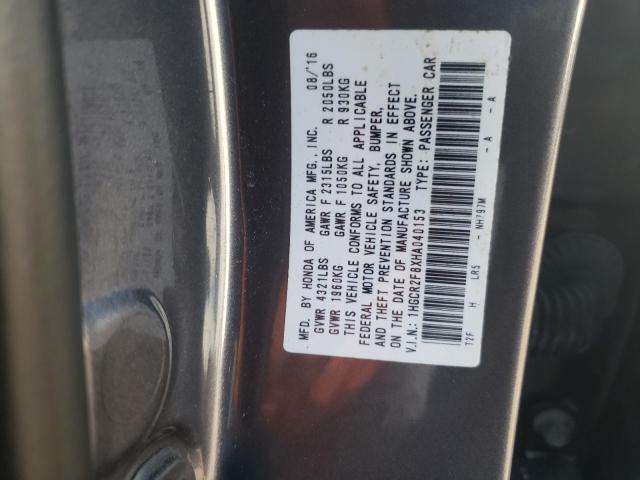 MFD. BY HONDA OF AMERICA MFG., INC. 08/'16
GVWR 4321LBS GAWR F 2315LBS R 2050LBS
GVWR 1960KG GAWR F 1050KG R 930KG
THIS VEHICLE CONFORMS TO ALL APPLICABLE
FEDERAL MOTOR VEHICLE SAFETY, BUMPER,
AND THEFT PREVENTION STANDARDS IN EFFECT
ON THE DATE OF MANUFACTURE SHOWN ABOVE.
V.I.N.: 1HGCR2F8XHA040153 TYPE: PASSENGER CAR
T2F H LR5 - NH797M - A - A